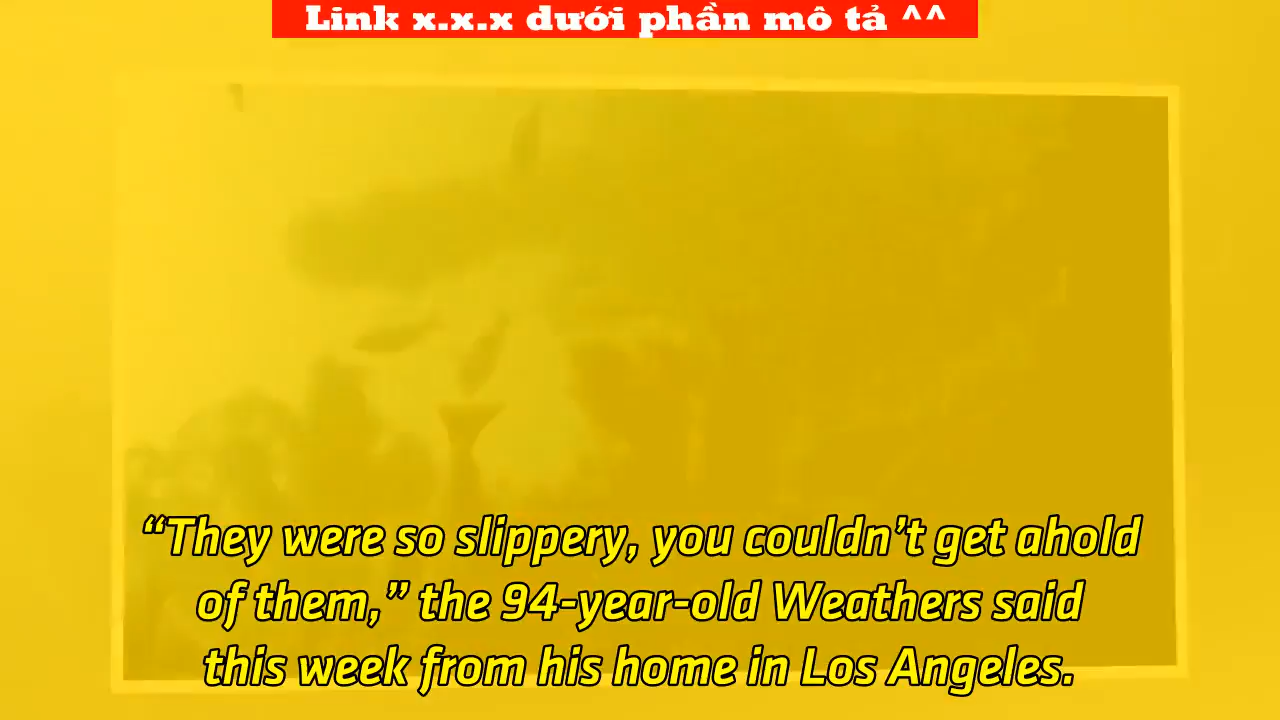 Link x.x.x dưới phần mô tả ^^
“They were so slippery, you couldn’t get ahold
of them,” the 94-year-old Weathers said
this week from his home in Los Angeles.